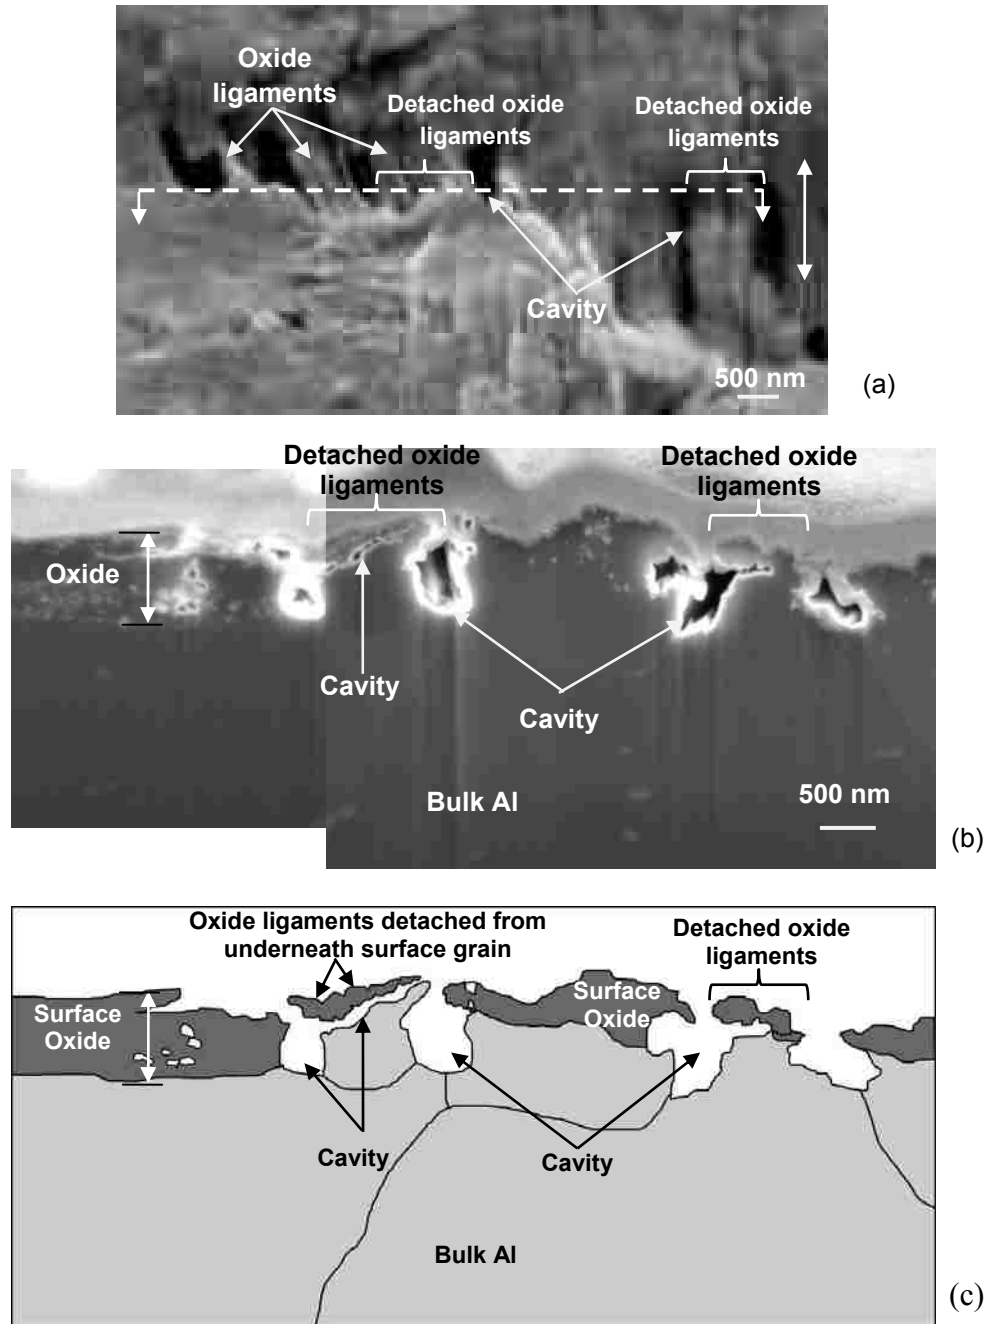 Oxide
ligaments
Detached oxide
ligaments
Detached oxide
ligaments
Cavity
500 nm
(a)
Detached oxide
ligaments
Detached oxide
ligaments
Oxide
Cavity
Cavity
Bulk Al
500 nm
(b)
Oxide ligaments detached from
underneath surface grain
Detached oxide
ligaments
Surface
Oxide
Surface
Oxide
Cavity
Cavity
Bulk Al
(c)